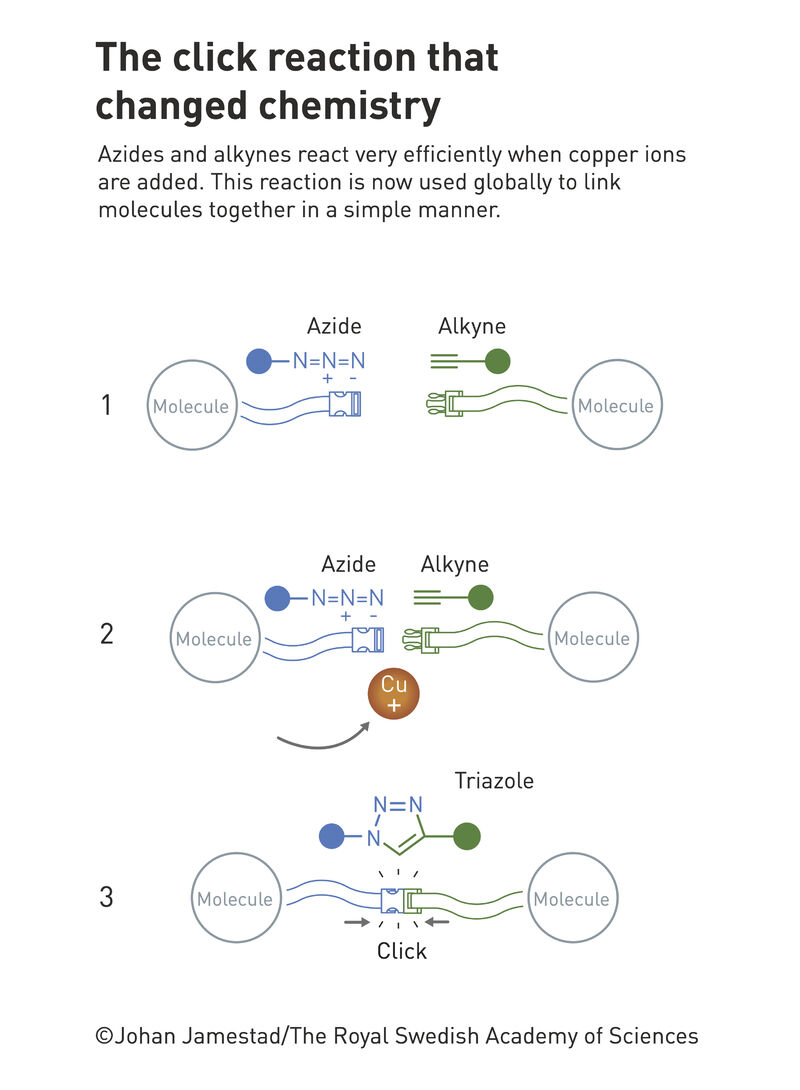 The click reaction that
changed chemistry
Azides and alkynes react very efficiently when copper ions
are added. This reaction is now used globally to link
molecules together in a simple manner.
Azide
Alkyne
N=N=N
+ -
1
Molecule
Molecule
Azide
Alkyne
N=N=N
+ -
2
Molecule
Molecule
Cu
+
Triazole
N=N
N
3
Molecule
Molecule
Click
©Johan Jamestad/The Royal Swedish Academy of Sciences